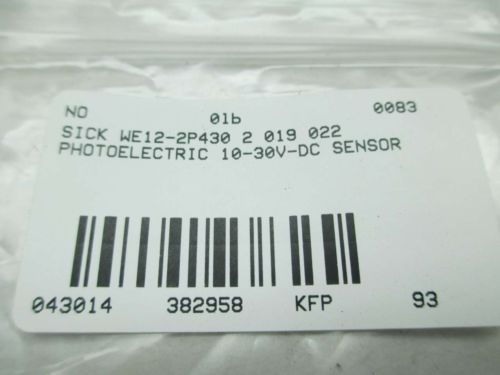 NO 01b 0083
SICK WE12-2P430 2 019 022
PHOTOELECTRIC 10-30V-DC SENSOR
043014 382958 KFP 93